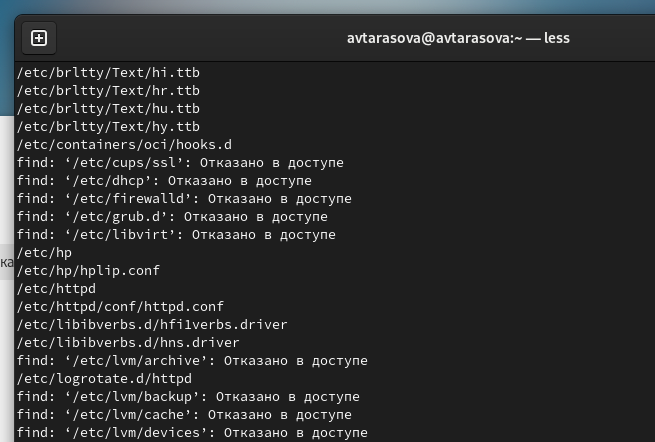 avtarasova@avtarasova:~ — less
/etc/brltty/Text/hi.ttb
/etc/brltty/Text/hr.ttb
/etc/brltty/Text/hu.ttb
/etc/brltty/Text/hy.ttb
/etc/containers/oci/hooks.d
find: ‘/etc/cups/ssl’: Отказано в доступе
find: ‘/etc/dhcp’: Отказано в доступе
find: ‘/etc/firewalld’: Отказано в доступе
find: ‘/etc/grub.d’: Отказано в доступе
find: ‘/etc/libvirt’: Отказано в доступе
ка
/etc/hp
/etc/hp/hplip.conf
/etc/httpd
/etc/httpd/conf/httpd.conf
/etc/libibverbs.d/hfi1verbs.driver
/etc/libibverbs.d/hns.driver
find: ‘/etc/lvm/archive’: Отказано в доступе
/etc/logrotate.d/httpd
find: ‘/etc/lvm/backup’: Отказано в доступе
find: ‘/etc/lvm/cache’: Отказано в доступе
find: ‘/etc/lvm/devices’: Отказано в доступе